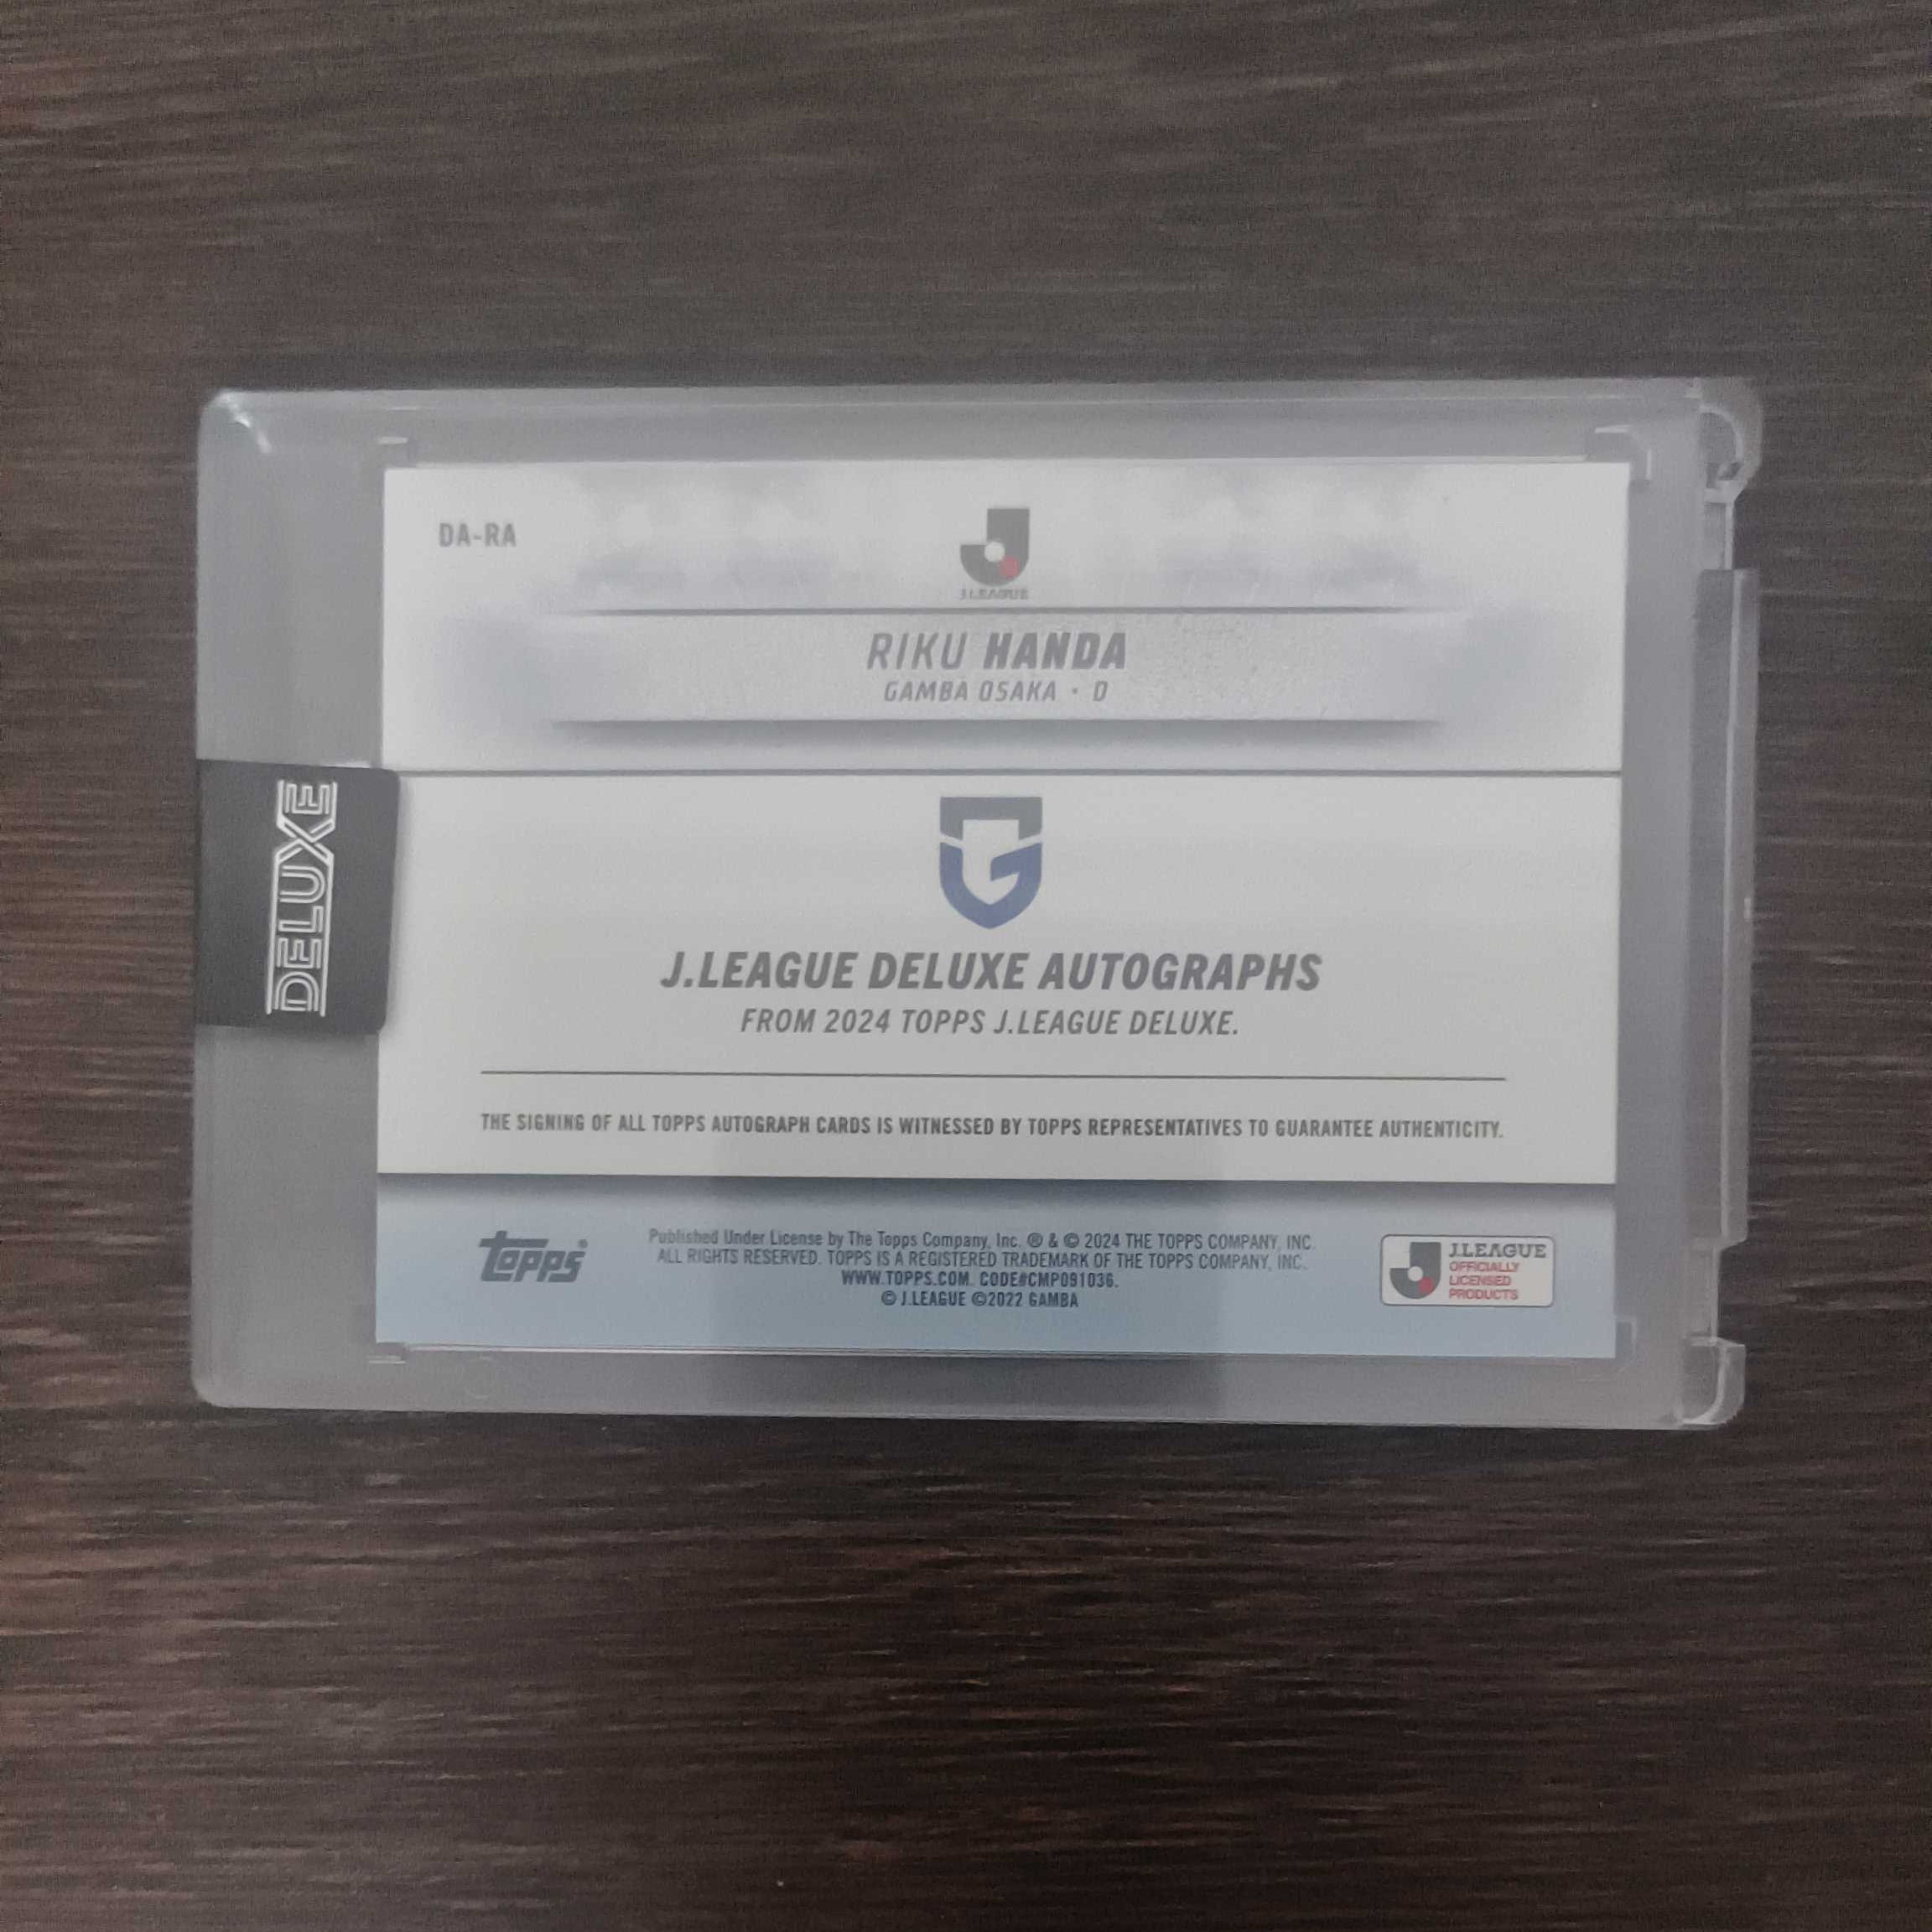 DA-RA
J.LEAGUE
RIKU HANDA
GAMBA OSAKA · D
DELUXE
J.LEAGUE DELUXE AUTOGRAPHS
FROM 2024 TOPPS J.LEAGUE DELUXE.
THE SIGNING OF ALL TOPPS AUTOGRAPH CARDS IS WITNESSED BY TOPPS REPRESENTATIVES TO GUARANTEE AUTHENTICITY.
topps®
Published Under License by The Topps Company, Inc. ® & © 2024 THE TOPPS COMPANY, INC.
ALL RIGHTS RESERVED. TOPPS IS A REGISTERED TRADEMARK OF THE TOPPS COMPANY, INC.
WWW.TOPPS.COM. CODE#CMP091036.
© J.LEAGUE ©2022 GAMBA
J.LEAGUE
OFFICIALLY
LICENSED
PRODUCTS